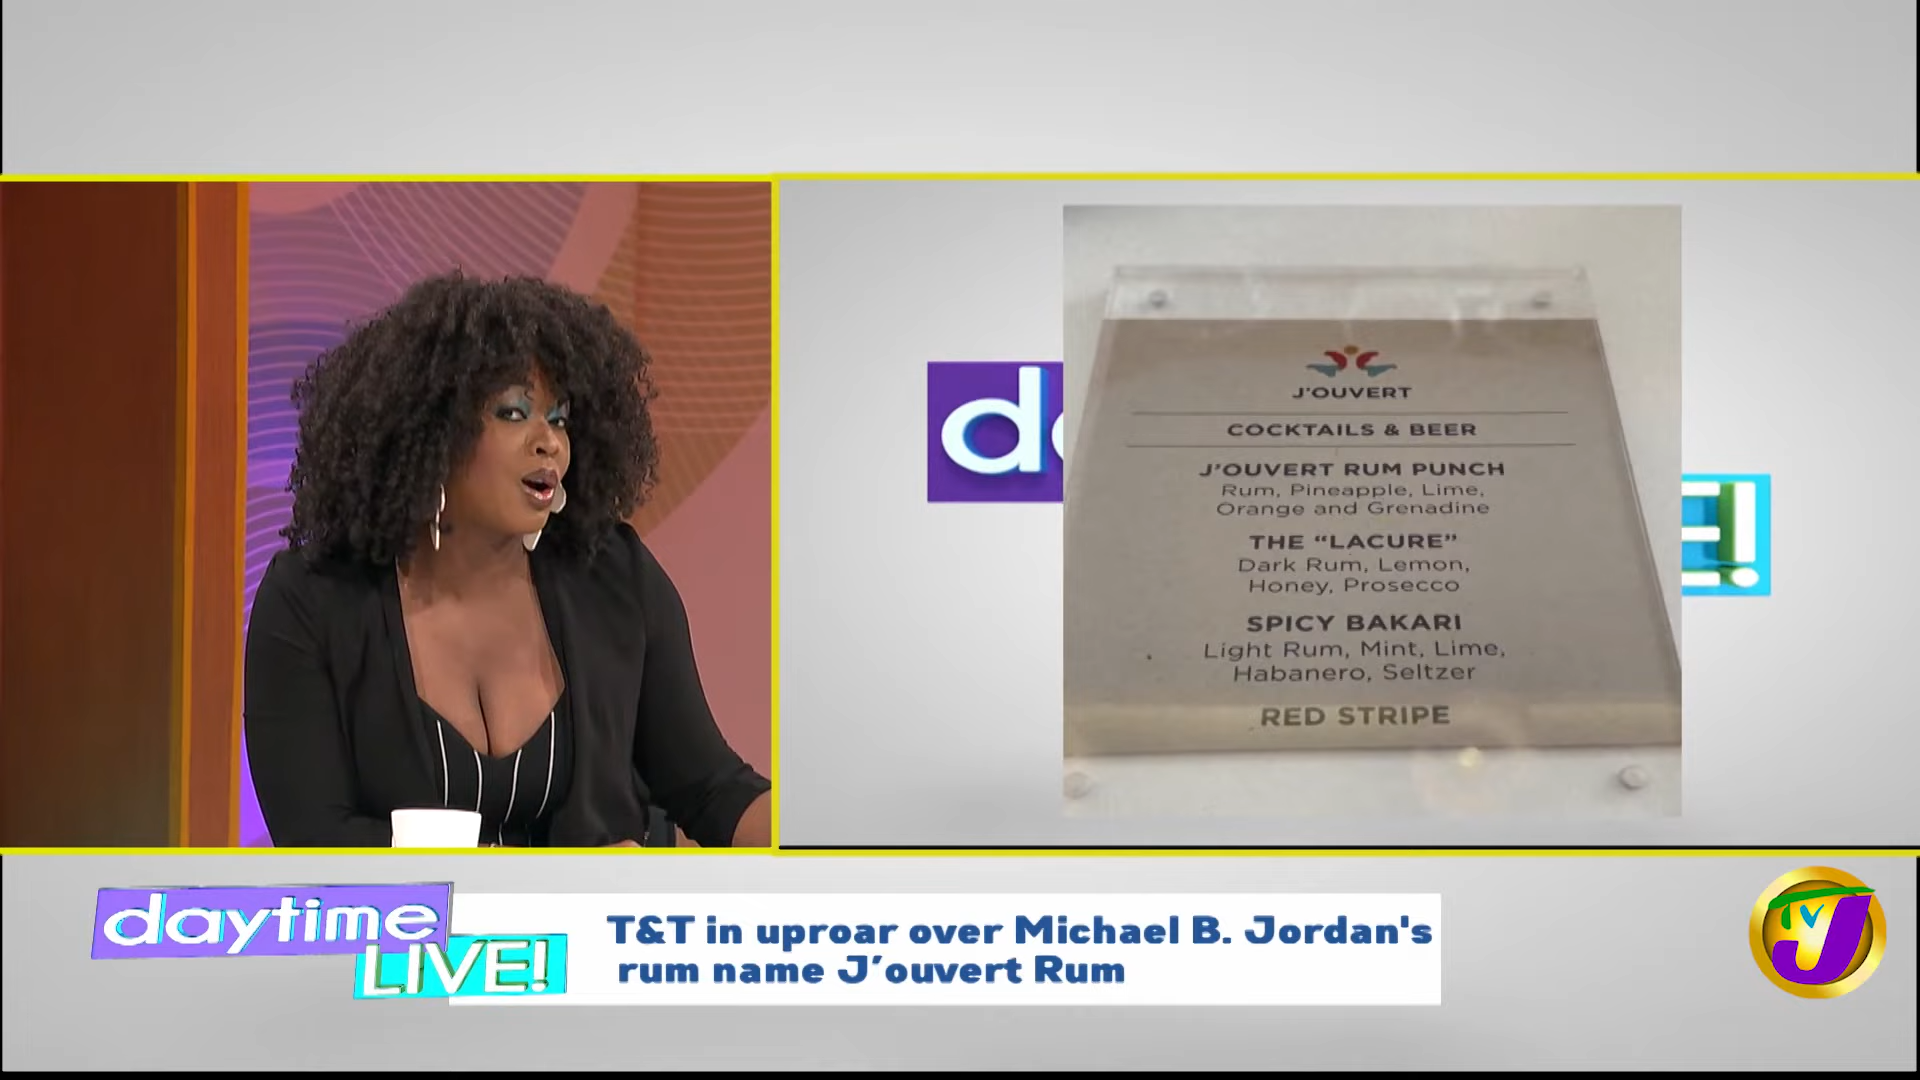 d
E!
J'OUVERT
COCKTAILS & BEER
J'OUVERT RUM PUNCH
Rum, Pineapple, Lime,
Orange and Grenadine
THE “LACURE”
Dark Rum, Lemon,
Honey, Prosecco
SPICY BAKARI
Light Rum, Mint, Lime,
Habanero, Seltzer
RED STRIPE
daytime
LIVE!
T&T in uproar over Michael B. Jordan's
rum name J’ouvert Rum
TVJ